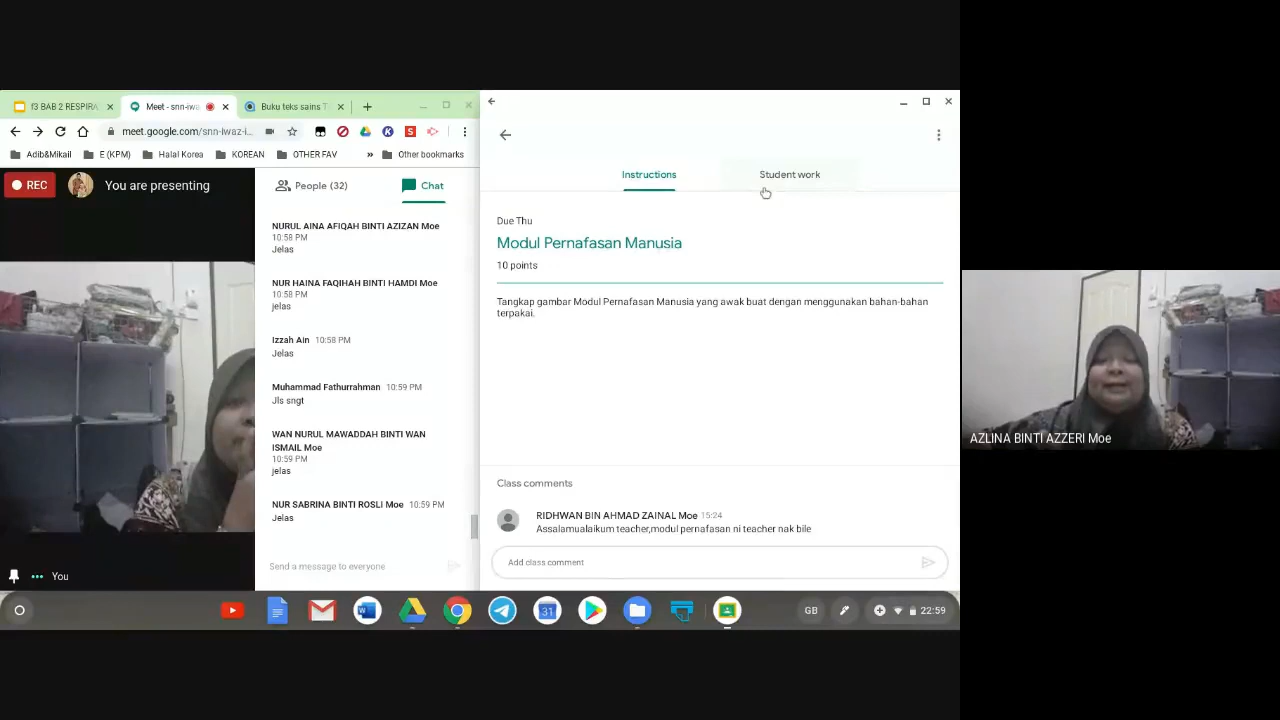 f3 BAB 2 RESPIRA
Meet - snn-iwa
Buku teks sains T
meet.google.com/snn-iwaz-i...
Adib&Mikail
E (KPM)
Halal Korea
KOREAN
OTHER FAV
»
Other bookmarks
REC
You are presenting
People (32)
Chat
NURUL AINA AFIQAH BINTI AZIZAN Moe
10:58 PM
Jelas
NUR HAINA FAQIHAH BINTI HAMDI Moe
10:58 PM
jelas
Izzah Ain 10:58 PM
Jelas
Muhammad Fathurrahman 10:59 PM
Jls sngt
WAN NURUL MAWADDAH BINTI WAN
ISMAIL Moe
10:59 PM
jelas
NUR SABRINA BINTI ROSLI Moe 10:59 PM
Jelas
Send a message to everyone
You
Instructions
Student work
Due Thu
Modul Pernafasan Manusia
10 points
Tangkap gambar Modul Pernafasan Manusia yang awak buat dengan menggunakan bahan-bahan
terpakai.
Class comments
RIDHWAN BIN AHMAD ZAINAL Moe 15:24
Assalamualaikum teacher,modul pernafasan ni teacher nak bile
Add class comment
31
GB
22:59
AZLINA BINTI AZZERI Moe